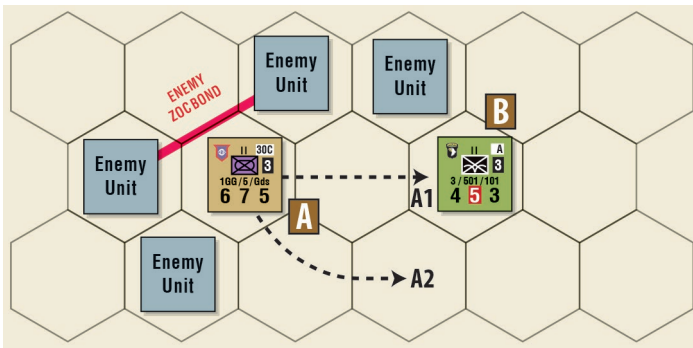 Enemy
Unit
Enemy
Unit
ENEMY
ZOC BOND
B
Enemy
Unit
II 30C
3
1GG/5/Gds
6 7 5
A
A1
II A
3
3/501/101
4 5 3
Enemy
Unit
A2